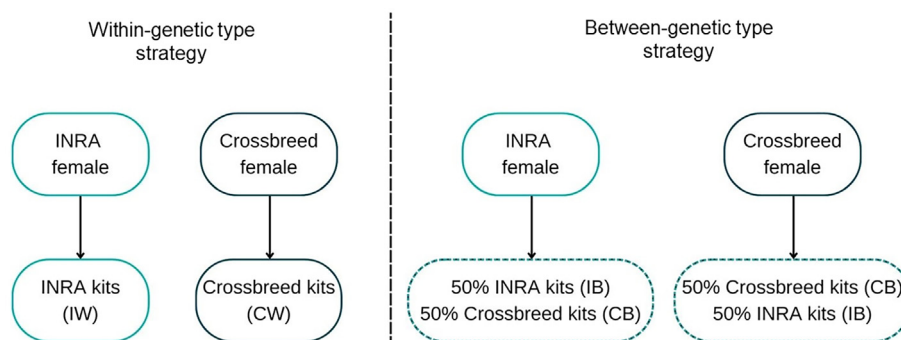 Within-genetic type
strategy
INRA
female
Crossbreed
female
INRA kits
(IW)
Crossbreed kits
(CW)
Between-genetic type
strategy
INRA
female
Crossbreed
female
50% INRA kits (IB)
50% Crossbreed kits (CB)
50% Crossbreed kits (CB)
50% INRA kits (IB)